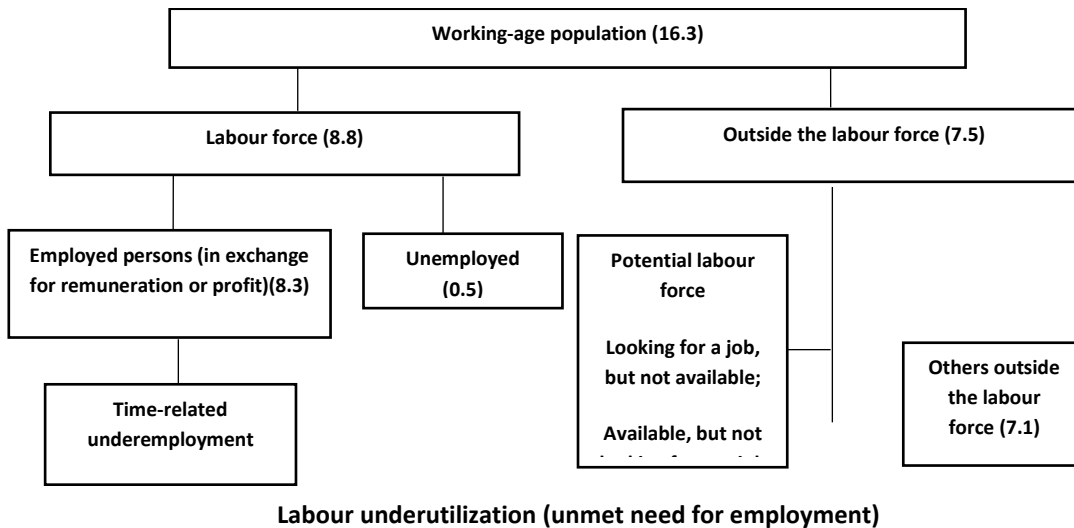 Working-age population (16.3)
Labour force (8.8)
Outside the labour force (7.5)
Employed persons (in exchange
for remuneration or profit)(8.3)
Unemployed
(0.5)
Potential labour
force
Looking for a job,
but not available;
Available, but not
Others outside
the labour
force (7.1)
Time-related
underemployment
Labour underutilization (unmet need for employment)